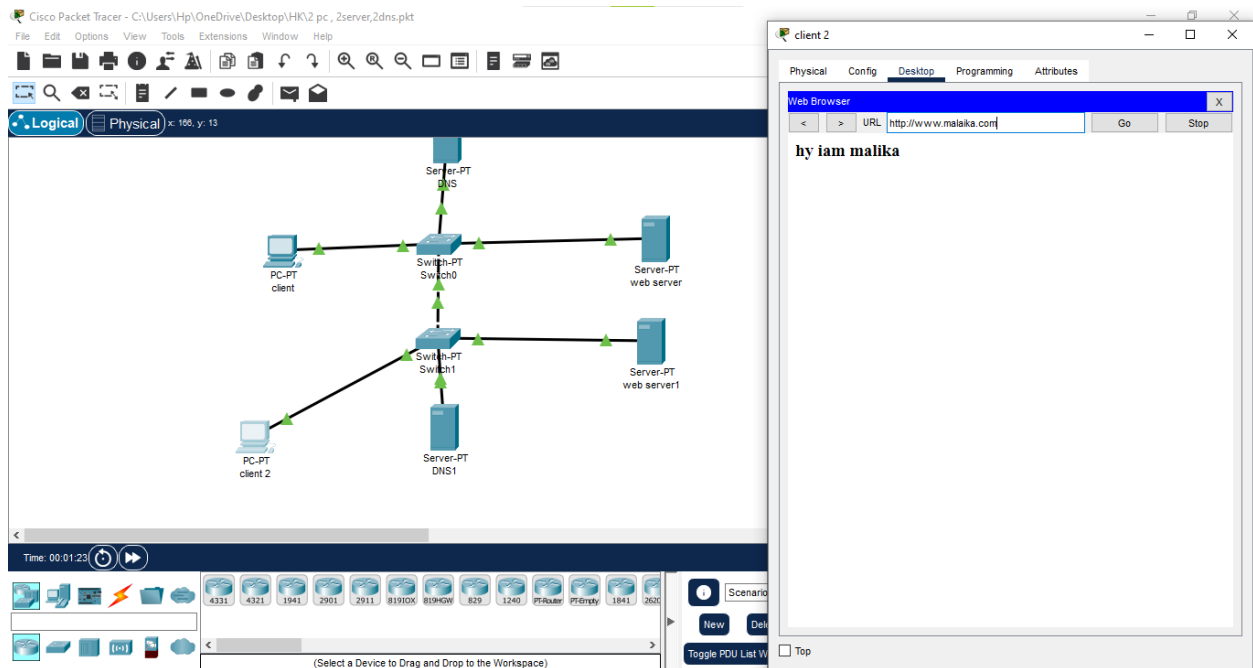 Cisco Packet Tracer - C:\Users\Hp\OneDrive\Desktop\HK\2 pc , 2server,2dns.pkt
File Edit Options View Tools Extensions Window Help
Logical Physical x: 166, y: 13
Server-PT
DNS
Switch-PT
Switch0
PC-PT
client
Server-PT
web server
Switch-PT
Switch1
Server-PT
web server1
PC-PT
client 2
Server-PT
DNS1
Time: 00:01:23
4331 4321 1941 2901 2911 819IOX 819HGW 829 1240 PT-Router PT-Empty 1841 2620
(Select a Device to Drag and Drop to the Workspace)
Scenario
New
Toggle PDU List
client 2
Physical Config Desktop Programming Attributes
Web Browser X
< > URL http://www.malaika.com Go Stop
hy iam malika
Top